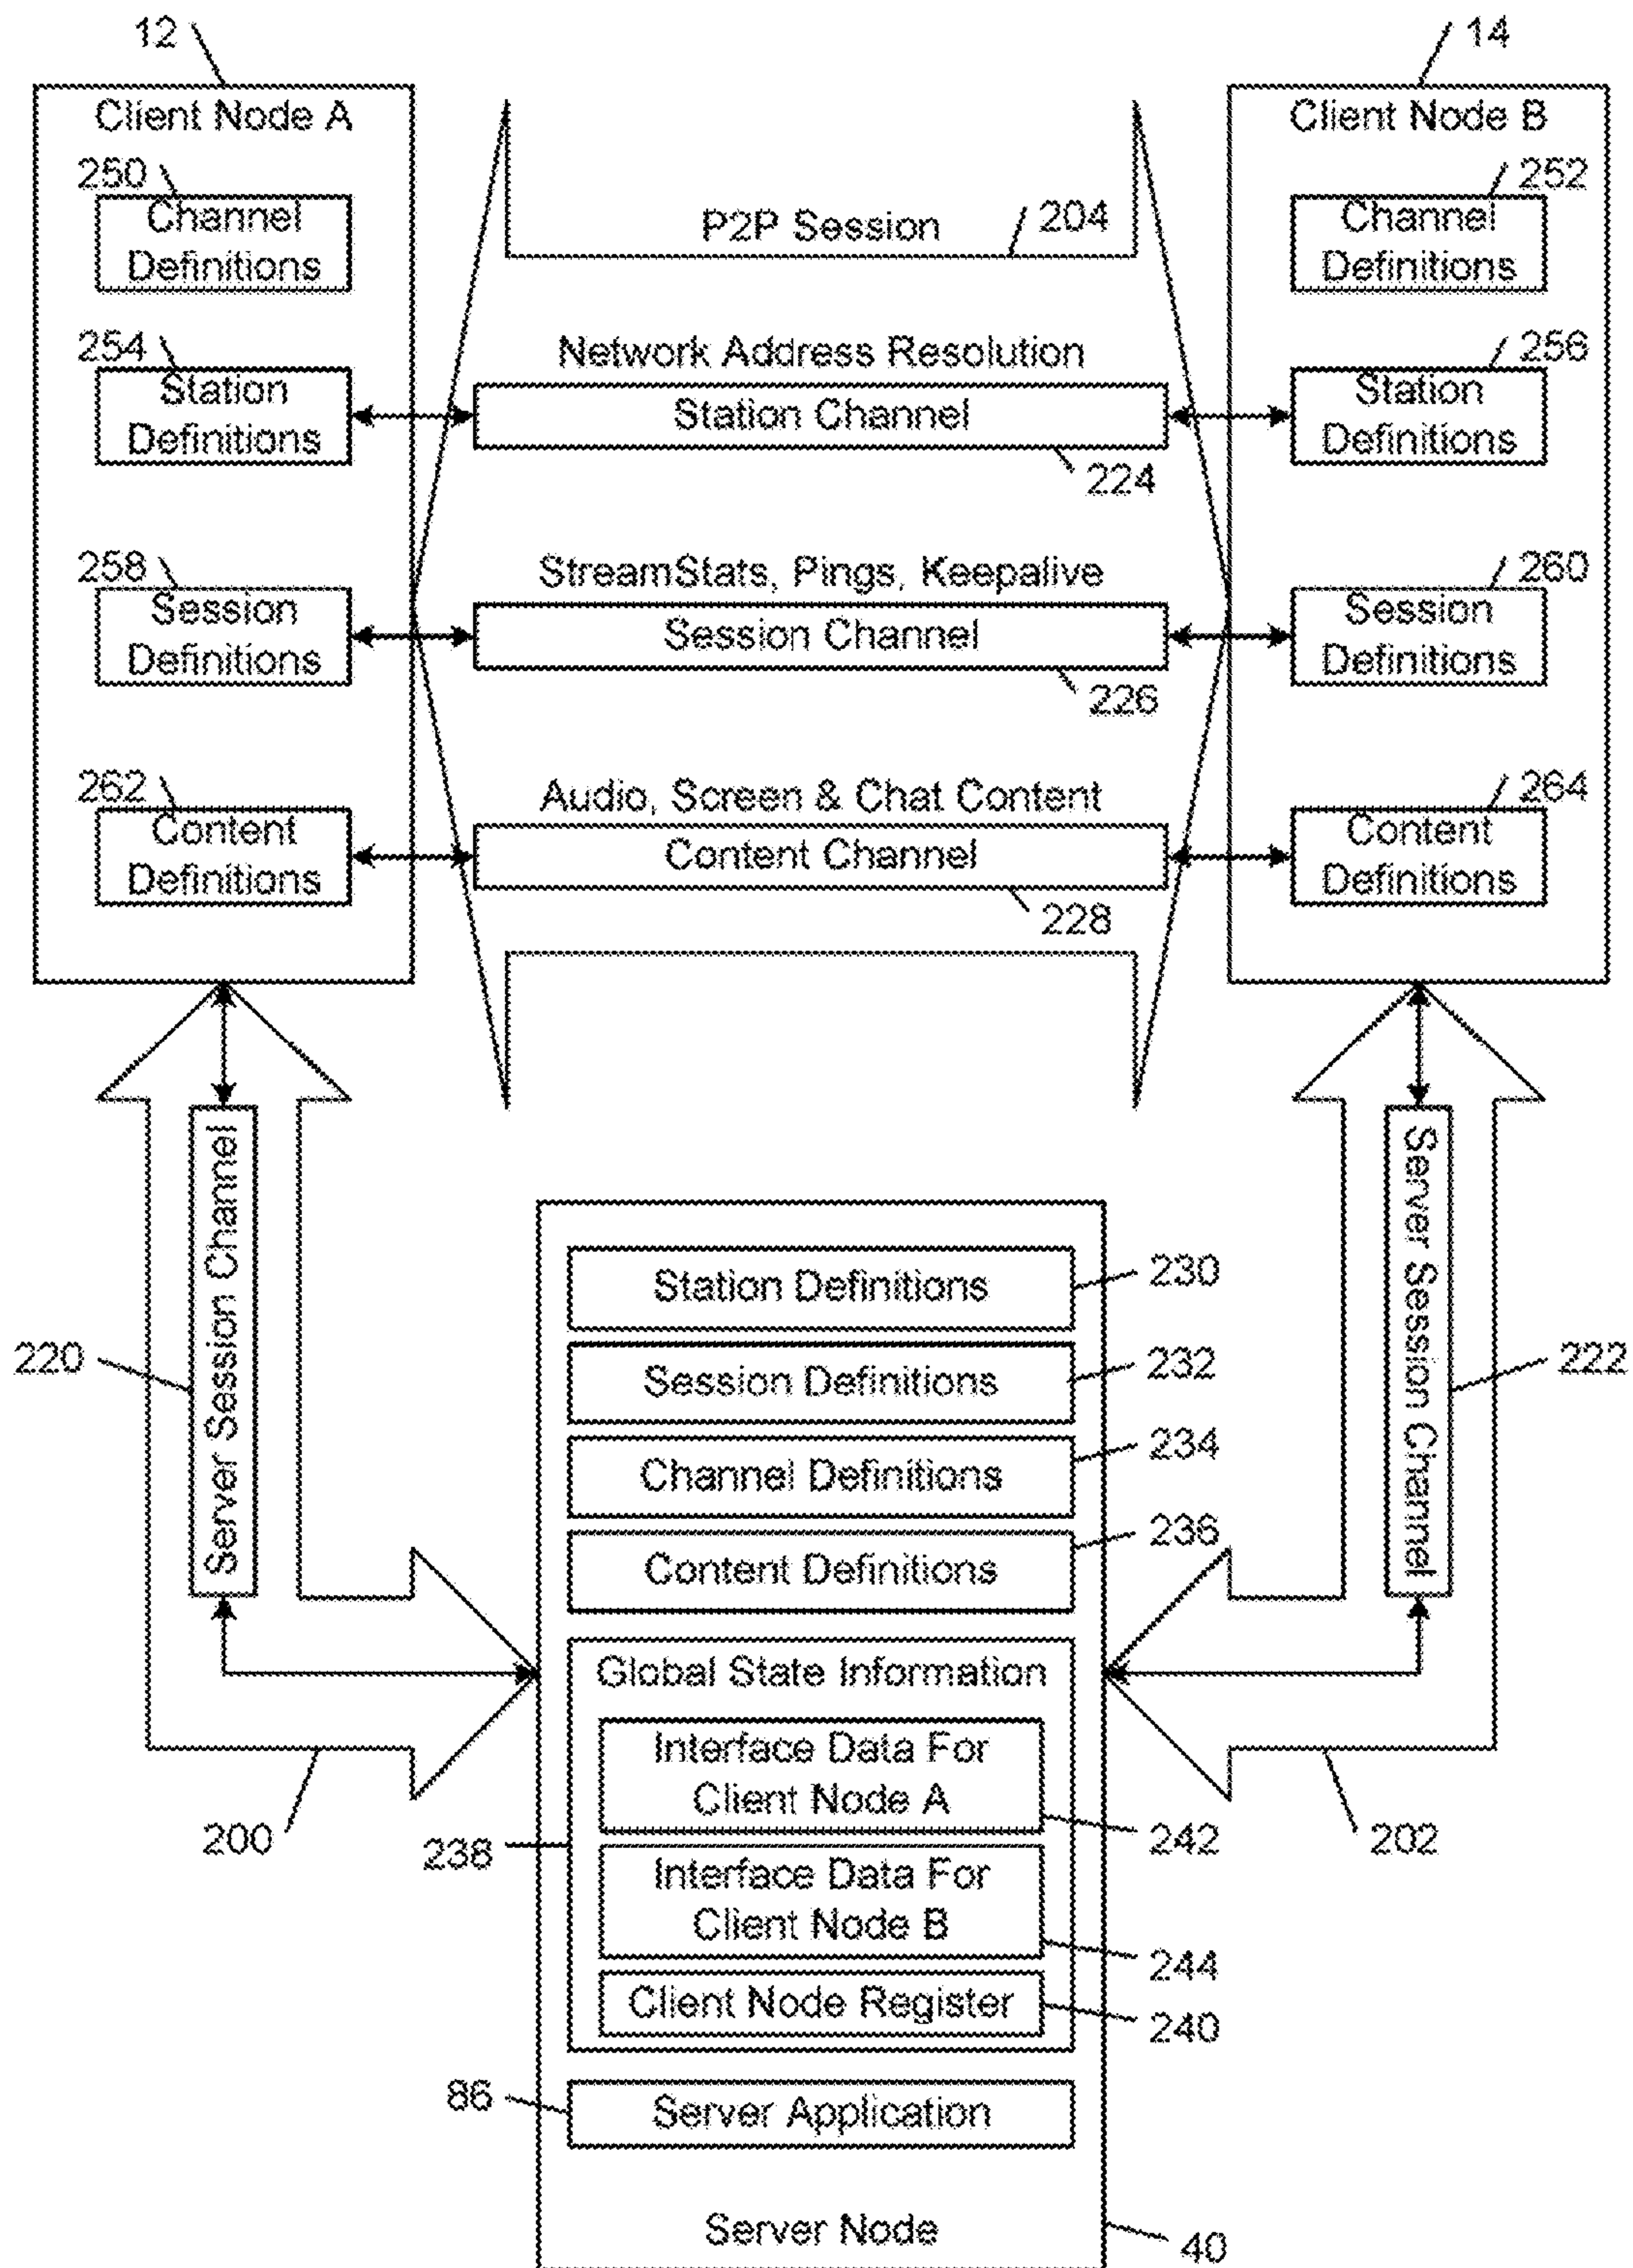 12
14
Client Node A
Client Node B
250
Channel
Definitions
252
Channel
Definitions
P2P Session
204
254
Station
Definitions
Network Address Resolution
Station Channel
224
256
Station
Definitions
258
Session
Definitions
StreamStats, Pings, Keepalive
Session Channel
226
260
Session
Definitions
262
Content
Definitions
Audio, Screen & Chat Content
Content Channel
228
264
Content
Definitions
Server Session Channel
220
200
Server Session Channel
222
202
Station Definitions
230
Session Definitions
232
Channel Definitions
234
Content Definitions
236
Global State Information
238
Interface Data For
Client Node A
242
Interface Data For
Client Node B
244
Client Node Register
240
86
Server Application
Server Node
40